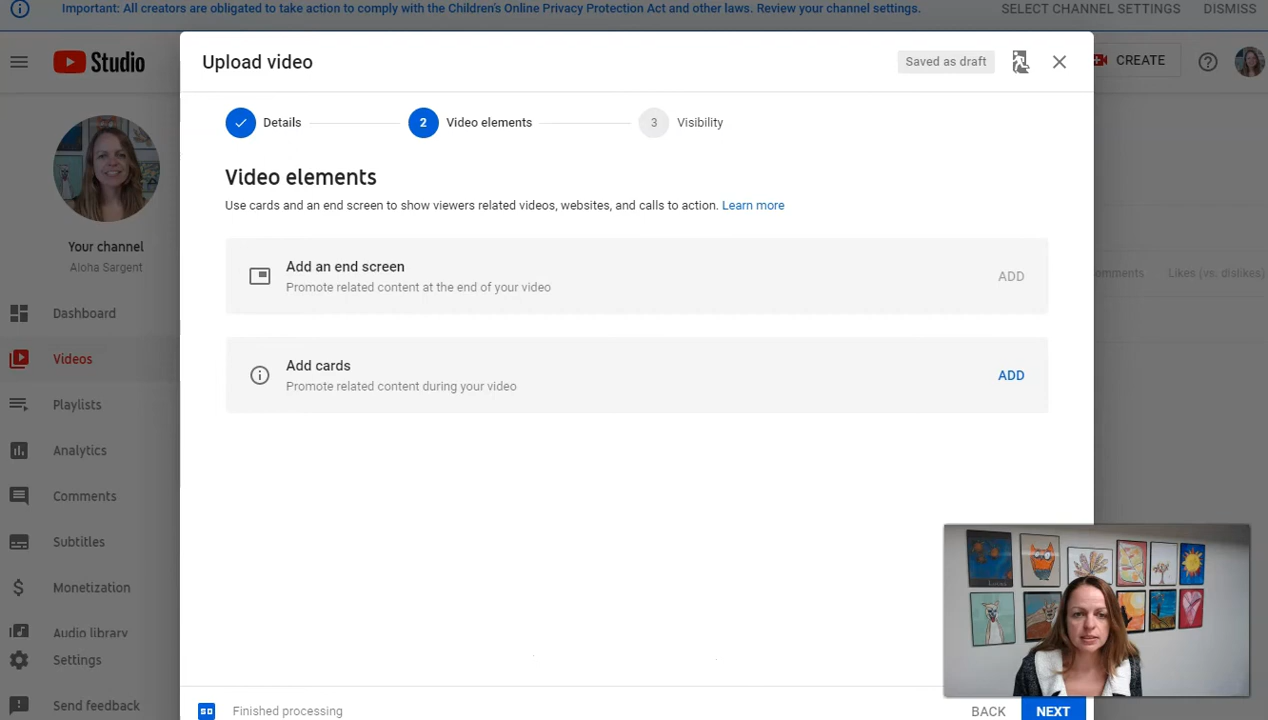 Important: All creators are obligated to take action to comply with the Children's Online Privacy Protection Act and other laws. Review your channel settings.
SELECT CHANNEL SETTINGS
DISMISS
Studio
CREATE
Upload video
Saved as draft
Details
2
Video elements
3
Visibility
Video elements
Use cards and an end screen to show viewers related videos, websites, and calls to action. Learn more
Add an end screen
Promote related content at the end of your video
ADD
Add cards
Promote related content during your video
ADD
Your channel
Aloha Sargent
Dashboard
Videos
Playlists
Analytics
Comments
Subtitles
Monetization
Audio library
Settings
Send feedback
Likes (vs. dislikes)
SD
Finished processing
BACK
NEXT